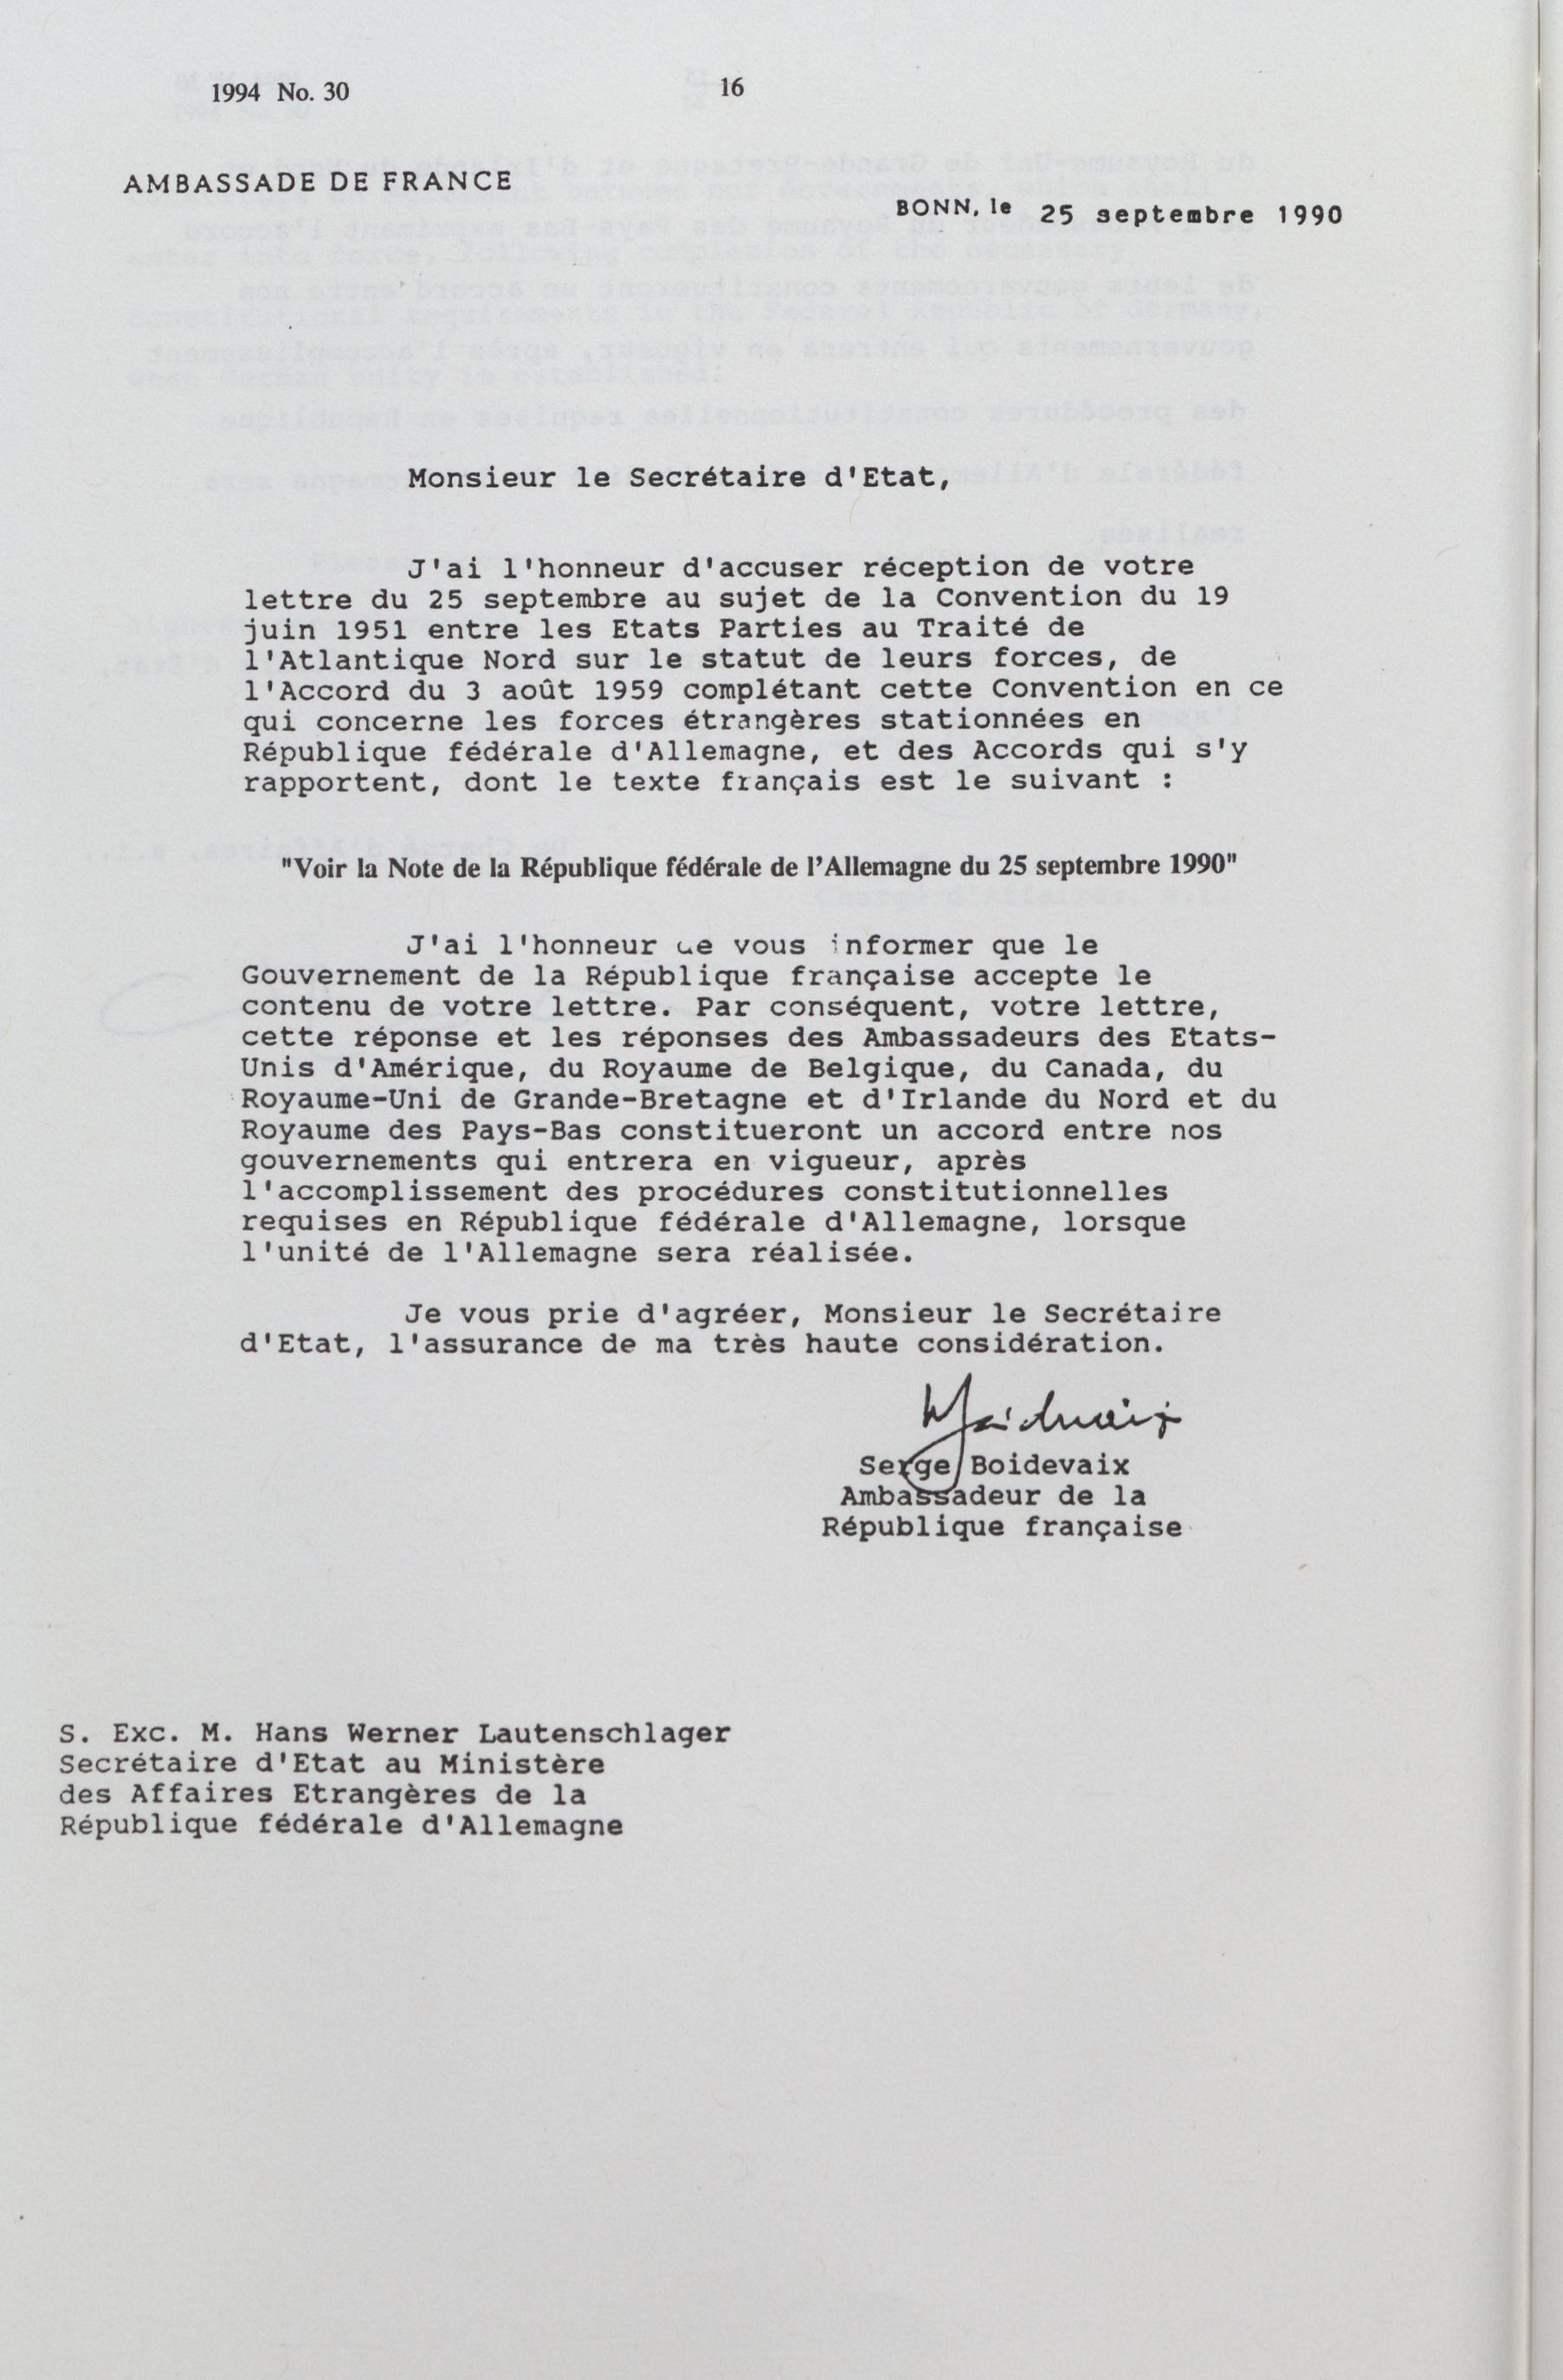 1994 No. 30
16
AMBASSADE DE FRANCE
BONN, le 25 septembre 1990
Monsieur le Secrétaire d'Etat,
J'ai l'honneur d'accuser réception de votre
lettre du 25 septembre au sujet de la Convention du 19
juin 1951 entre les Etats Parties au Traité de
l'Atlantique Nord sur le statut de leurs forces, de
l'Accord du 3 août 1959 complétant cette Convention en ce
qui concerne les forces étrangères stationnées en
République fédérale d'Allemagne, et des Accords qui s'y
rapportent, dont le texte français est le suivant :
"Voir la Note de la République fédérale de l'Allemagne du 25 septembre 1990"
J'ai l'honneur de vous informer que le
Gouvernement de la République française accepte le
contenu de votre lettre. Par conséquent, votre lettre,
cette réponse et les réponses des Ambassadeurs des Etats-
Unis d'Amérique, du Royaume de Belgique, du Canada, du
Royaume-Uni de Grande-Bretagne et d'Irlande du Nord et du
Royaume des Pays-Bas constitueront un accord entre nos
gouvernements qui entrera en vigueur, après
l'accomplissement des procédures constitutionnelles
requises en République fédérale d'Allemagne, lorsque
l'unité de l'Allemagne sera réalisée.
Je vous prie d'agréer, Monsieur le Secrétaire
d'Etat, l'assurance de ma très haute considération.
Serge Boidevaix
Ambassadeur de la
République française
S. Exc. M. Hans Werner Lautenschlager
Secrétaire d'Etat au Ministère
des Affaires Etrangères de la
République fédérale d'Allemagne